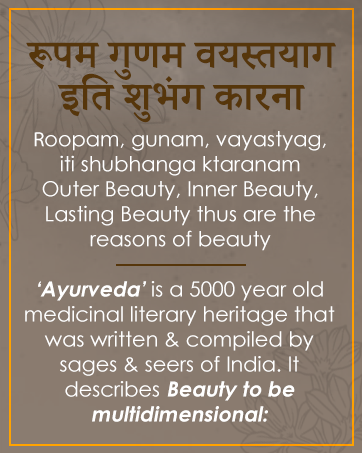 रूपम गुणम वयस्तयाग
इति शुभंग कारना
Roopam, gunam, vayastyag,
iti shubhanga ktaranam
Outer Beauty, Inner Beauty,
Lasting Beauty thus are the
reasons of beauty
‘Ayurveda’ is a 5000 year old
medicinal literary heritage that
was written & compiled by
sages & seers of India. It
describes Beauty to be
multidimensional: